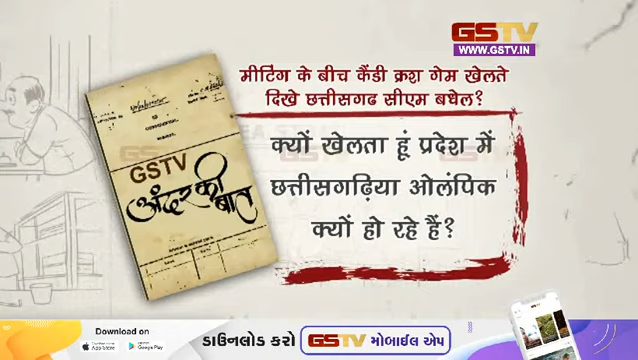 GSTV
WWW.GSTV.IN
मीटिंग के बीच कैंडी क्रश गेम खेलते
दिखे छत्तीसगढ सीएम बघेल?
GSTV
अंदर की बात
क्यों खेलता हूं प्रदेश में
छत्तीसगढ़िया ओलंपिक
क्यों हो रहे हैं?
Download on
App Store
Google Play
ડાઉનલોડ કરો GSTV મોબાઈલ એપ